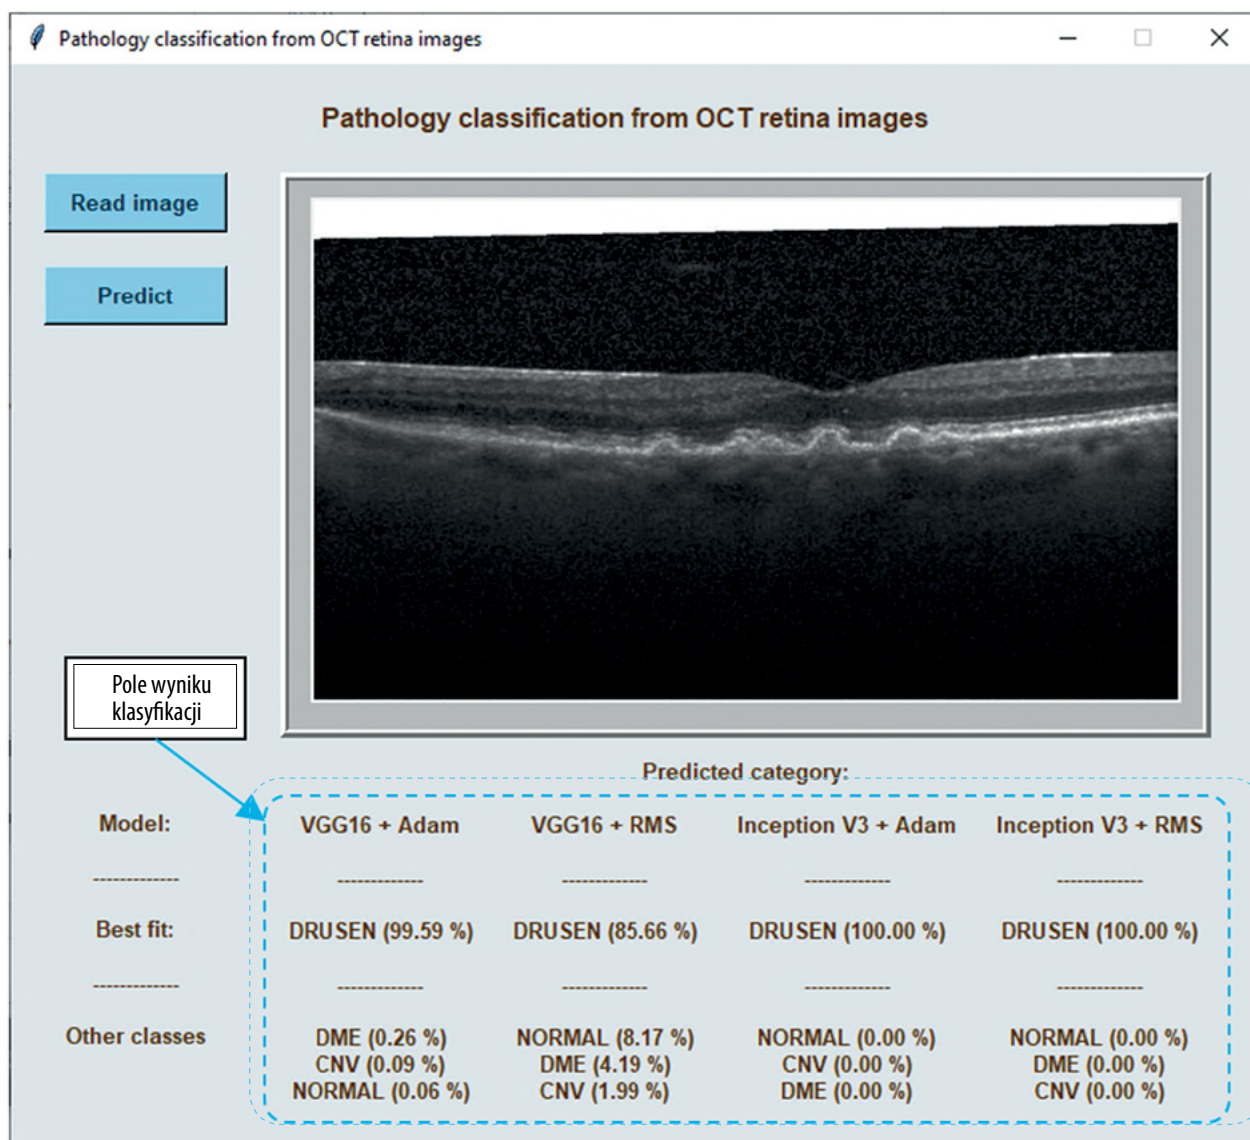 Pathology classification from OCT retina images
Pathology classification from OCT retina images
Read image
Predict
Pole wyniku
klasyfikacji
Predicted category:
Model: VGG16 + Adam VGG16 + RMS Inception V3 + Adam Inception V3 + RMS
------------- ------------- ------------- ------------- -------------
Best fit: DRUSEN (99.59 %) DRUSEN (85.66 %) DRUSEN (100.00 %) DRUSEN (100.00 %)
------------- ------------- ------------- ------------- -------------
Other classes DME (0.26 %) NORMAL (8.17 %) NORMAL (0.00 %) NORMAL (0.00 %)
CNV (0.09 %) DME (4.19 %) CNV (0.00 %) DME (0.00 %)
NORMAL (0.06 %) CNV (1.99 %) DME (0.00 %) CNV (0.00 %)